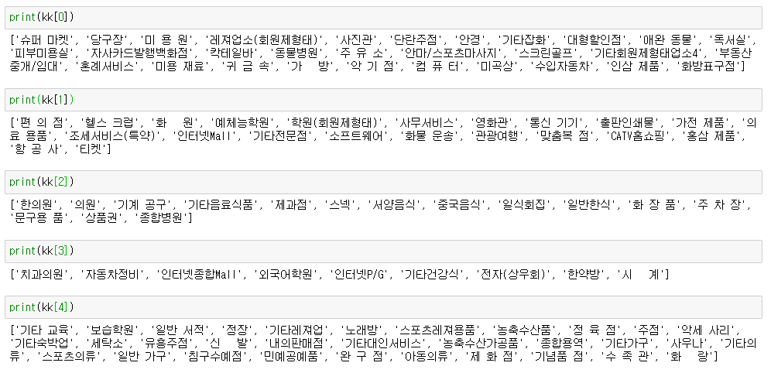 print(kk[0])
['슈퍼 마켓', '당구장', '미 용 원', '레져업소(회원제형태)', '사진관', '단란주점', '안경', '기타잡화', '대형할인점', '애완 동물', '독서실',
'피부미용실', '자사카드발행백화점', '칵테일바', '동물병원', '주 유 소', '안마/스포츠마사지', '스크린골프', '기타회원제형태업소4', '부동산
중개/임대', '혼례서비스', '미용 재료', '귀 금 속', '가   방', '악 기 점', '컴 퓨 터', '미곡상', '수입자동차', '인삼 제품', '화방표구점']
print(kk[1])
['편 의 점', '헬스 크럽', '화   원', '예체능학원', '학원(회원제형태)', '사무서비스', '영화관', '통신 기기', '출판인쇄물', '가전 제품', '의
료 용품', '조세서비스(특약)', '인터넷Mall', '기타전문점', '소프트웨어', '화물 운송', '관광여행', '맞춤복 점', 'CATV홈쇼핑', '홍삼 제품',
'항 공 사', '티켓']
print(kk[2])
['한의원', '의원', '기계 공구', '기타음료식품', '제과점', '스넥', '서양음식', '중국음식', '일식회집', '일반한식', '화 장 품', '주 차 장',
'문구용 품', '상품권', '종합병원']
print(kk[3])
['치과의원', '자동차정비', '인터넷종합Mall', '외국어학원', '인터넷P/G', '기타건강식', '전자(상우회)', '한약방', '시   계']
print(kk[4])
['기타 교육', '보습학원', '일반 서적', '정장', '기타레져업', '노래방', '스포츠레져용품', '농축수산품', '정 육 점', '주점', '악세 사리',
'기타숙박업', '세탁소', '유흥주점', '신   발', '내의판매점', '기타대인서비스', '농축수산가공품', '종합용역', '기타가구', '사우나', '기타의
류', '스포츠의류', '일반 가구', '침구수예점', '민예공예품', '완 구 점', '아동의류', '제 화 점', '기념품 점', '수 족 관', '화   랑']